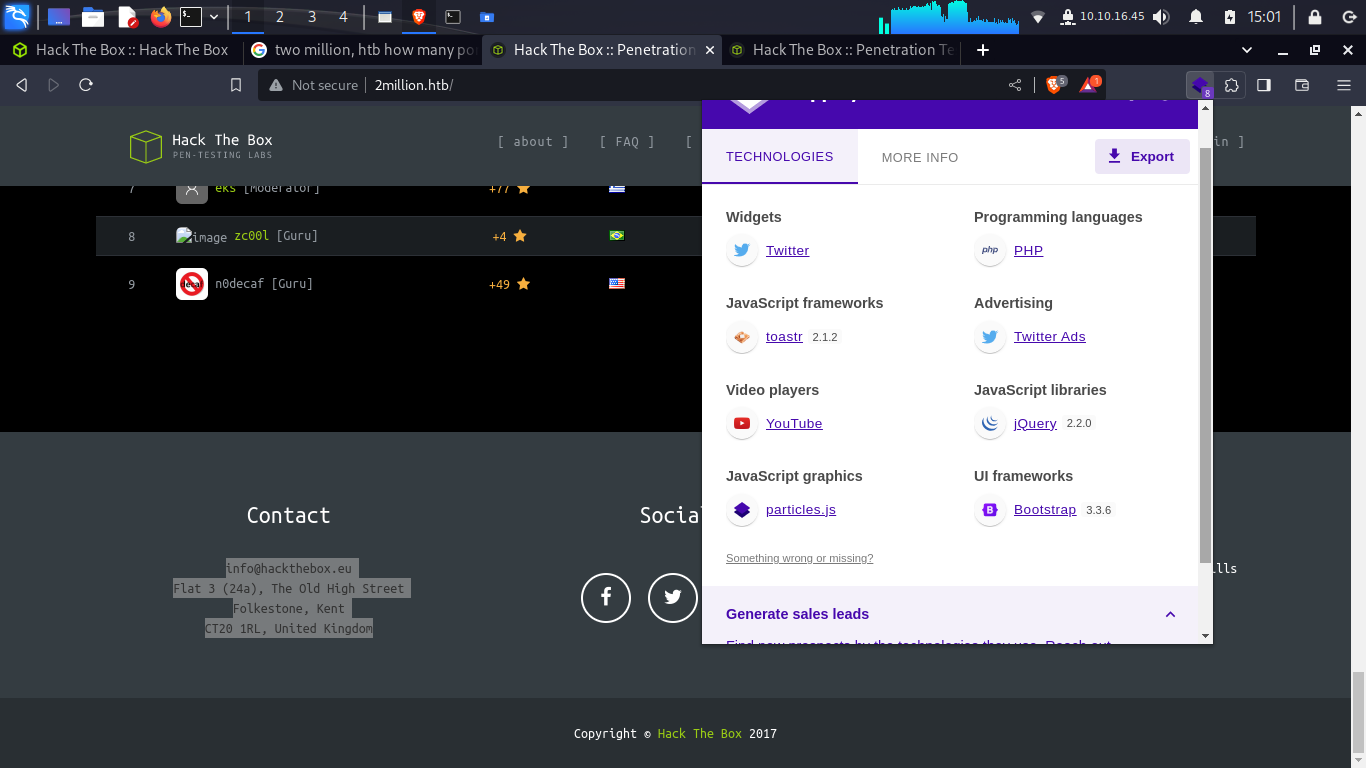 1 2 3 4 10.10.16.45 15:01
Hack The Box :: Hack The Box two million, htb how many po Hack The Box :: Penetration Hack The Box :: Penetration Te
Not secure 2million.htb/ 5 1 8
Hack The Box
PEN-TESTING LABS
[ about ] [ FAQ ] [ in ]
TECHNOLOGIES MORE INFO Export
7 eks [Moderator] +77
8 image zc00l [Guru] +4
9 n0decaf [Guru] +49
Widgets Programming languages
Twitter php PHP
JavaScript frameworks Advertising
toastr 2.1.2 Twitter Ads
Video players JavaScript libraries
YouTube jQuery 2.2.0
JavaScript graphics UI frameworks
particles.js Bootstrap 3.3.6
Something wrong or missing?
Generate sales leads
Find new prospects by the technologies they use. Reach out
Contact
info@hackthebox.eu
Flat 3 (24a), The Old High Street
Folkestone, Kent
CT20 1RL, United Kingdom
Social
lls
Copyright © Hack The Box 2017